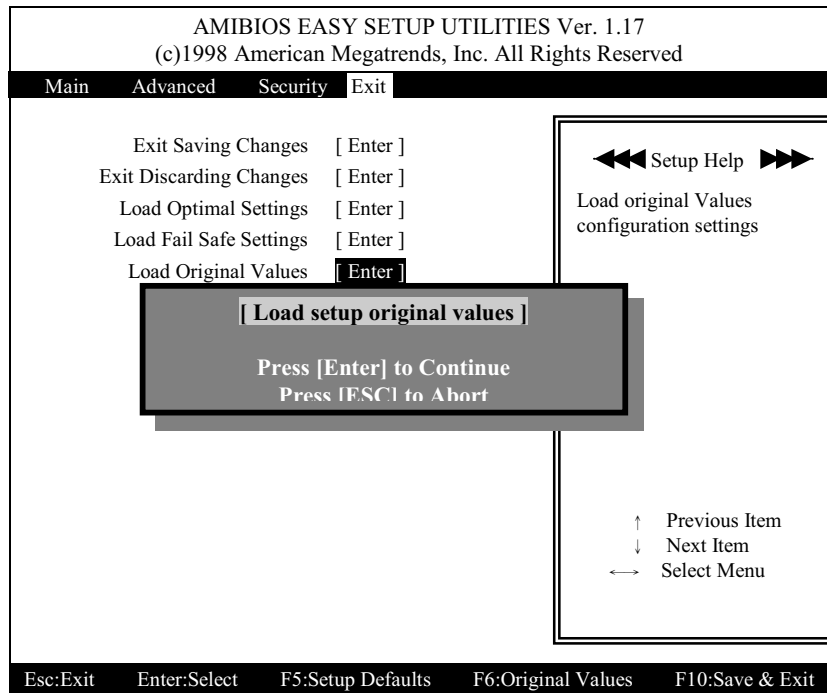 AMIBIOS EASY SETUP UTILITIES Ver. 1.17
(c)1998 American Megatrends, Inc. All Rights Reserved
Main Advanced Security Exit
Exit Saving Changes [ Enter ]
Exit Discarding Changes [ Enter ]
Load Optimal Settings [ Enter ]
Load Fail Safe Settings [ Enter ]
Load Original Values [ Enter ]
[ Load setup original values ]
Press [Enter] to Continue
Press [ESC] to Abort
◀◀◀ Setup Help ▶▶▶
Load original Values
configuration settings
↑ Previous Item
↓ Next Item
↔ Select Menu
Esc:Exit Enter:Select F5:Setup Defaults F6:Original Values F10:Save & Exit